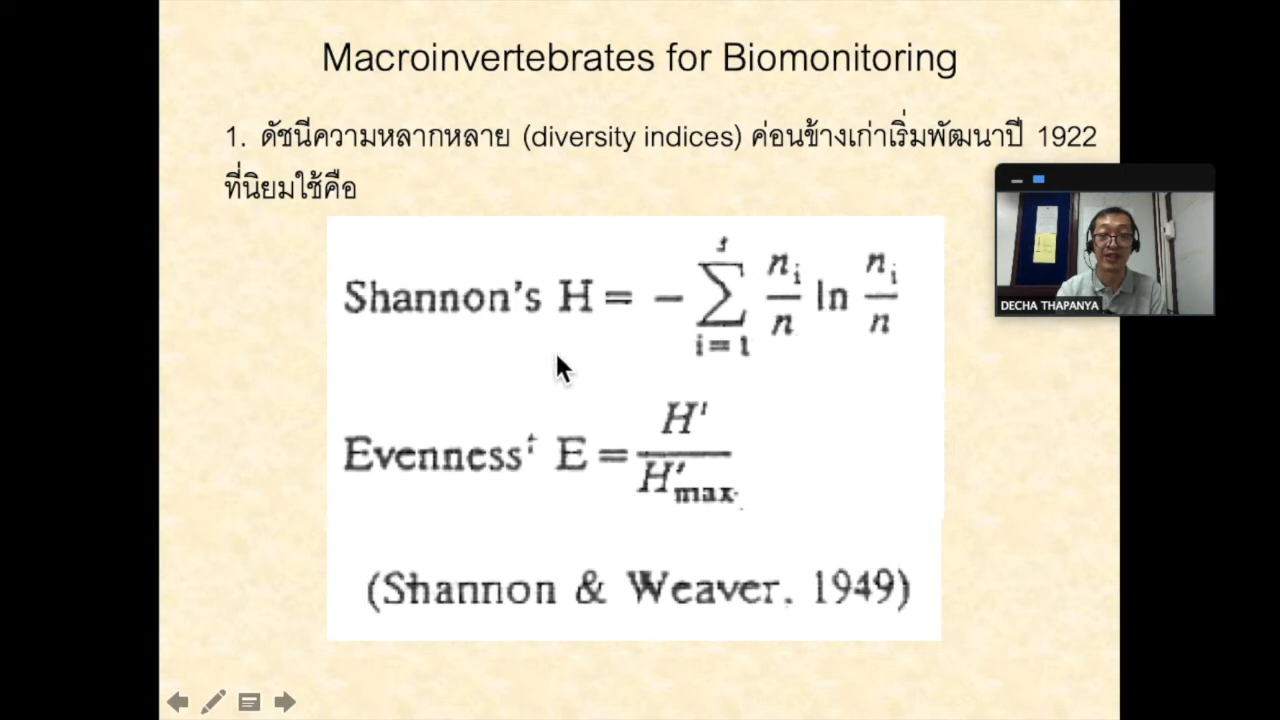 Macroinvertebrates for Biomonitoring
1. ดัชนีความหลากหลาย (diversity indices) ค่อนข้างเก่าเริ่มพัฒนาปี 1922
ที่นิยมใช้คือ
Shannon's H = − ∑ i=1 s n_i/n ln n_i/n
Evenness' E = H'/H'max.
(Shannon & Weaver. 1949)
DECHA THAPANYA